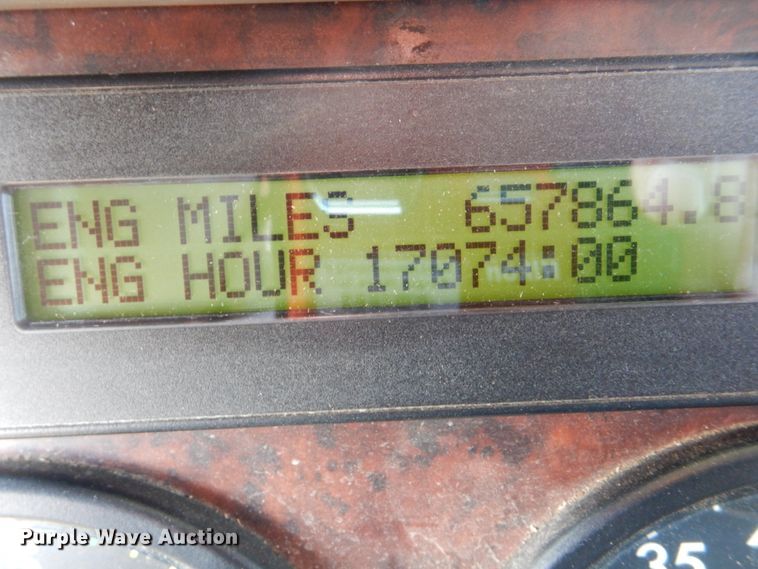 ENG MILES 657864.8
ENG HOUR 17074:00
Purple Wave Auction
35